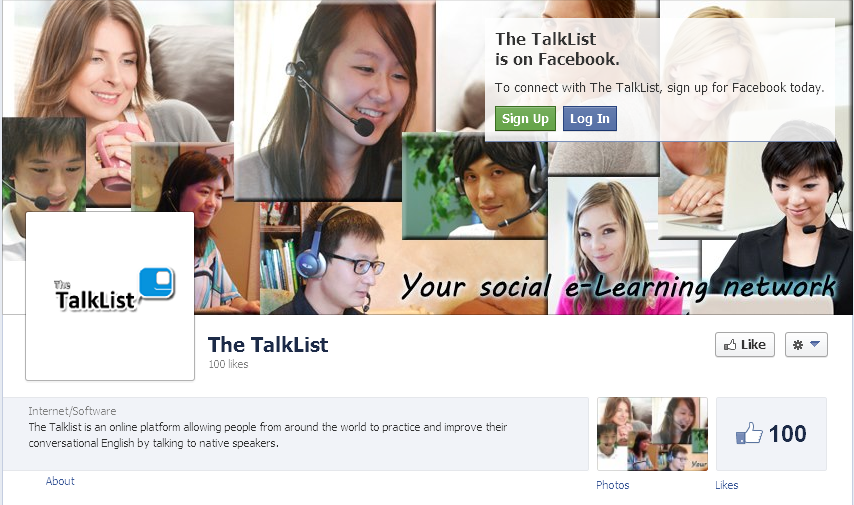 The TalkList
is on Facebook.
To connect with The TalkList, sign up for Facebook today.
Sign Up Log In
Your social e-Learning network
The
TalkList
The TalkList
100 likes
Like
Internet/Software
The Talklist is an online platform allowing people from around the world to practice and improve their
conversational English by talking to native speakers.
100
Your
About
Photos
Likes